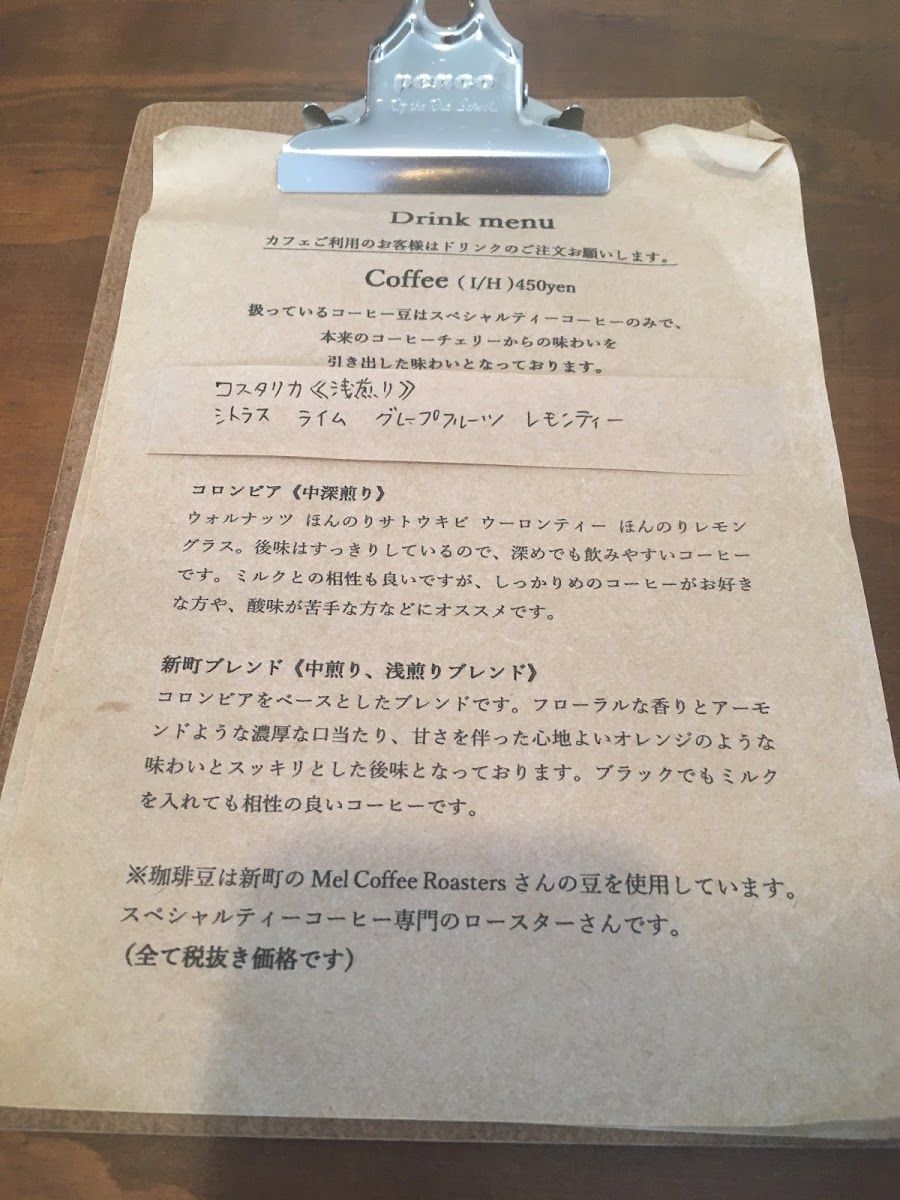 penco
Drink menu
カフェご利用のお客様はドリンクのご注文お願いします。
Coffee ( I/H )450yen
扱っているコーヒー豆はスペシャルティーコーヒーのみで、
本来のコーヒーチェリーからの味わいを
引き出した味わいとなっております。
コスタリカ《浅煎り》
シトラス ライム グレープフルーツ レモンティー
コロンビア《中深煎り》
ウォルナッツ ほんのりサトウキビ ウーロンティー ほんのりレモン
グラス。後味はすっきりしているので、深めでも飲みやすいコーヒー
です。ミルクとの相性も良いですが、しっかりめのコーヒーがお好き
な方や、酸味が苦手な方などにオススメです。
新町ブレンド《中煎り、浅煎りブレンド》
コロンビアをベースとしたブレンドです。フローラルな香りとアーモ
ンドような濃厚な口当たり、甘さを伴った心地よいオレンジのような
味わいとスッキリとした後味となっております。ブラックでもミルク
を入れても相性の良いコーヒーです。
※珈琲豆は新町の Mel Coffee Roasters さんの豆を使用しています。
スペシャルティーコーヒー専門のロースターさんです。
（全て税抜き価格です）